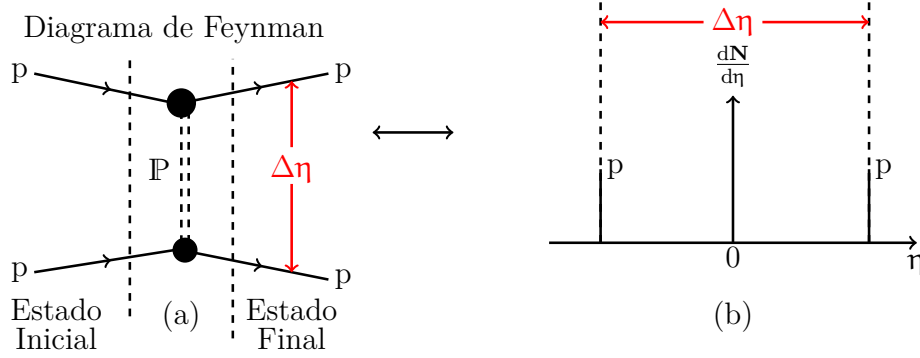 Diagrama de Feynman
p
p
ℙ
Δη
p
p
Estado
Inicial
(a)
Estado
Final
Δη
dN
dη
p
p
0
η
(b)